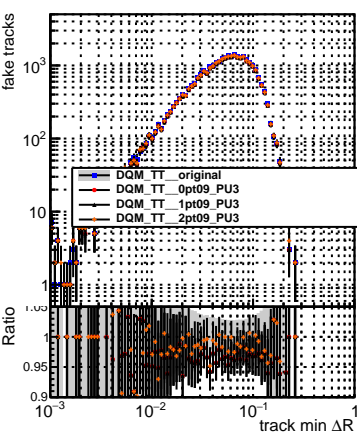 fake tracks
10³
10²
10
1
DQM_TT__original
DQM_TT__0pt09_PU3
DQM_TT__1pt09_PU3
DQM_TT__2pt09_PU3
Ratio
1.05
1
0.95
0.9
10⁻³ 10⁻² 10⁻¹ 1
track min ΔR